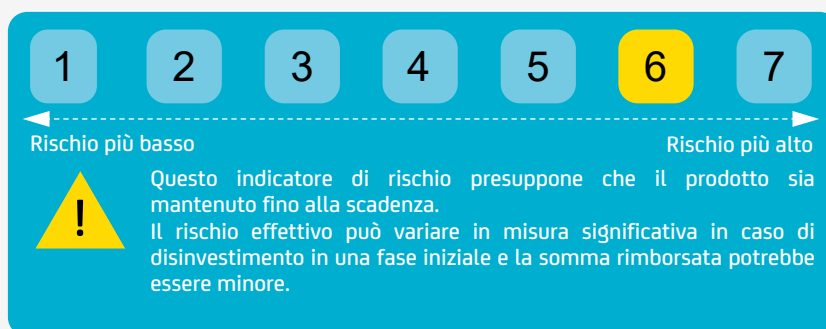 1 2 3 4 5 6 7
Rischio più basso Rischio più alto
Questo indicatore di rischio presuppone che il prodotto sia
mantenuto fino alla scadenza.
Il rischio effettivo può variare in misura significativa in caso di
disinvestimento in una fase iniziale e la somma rimborsata potrebbe
essere minore.
!